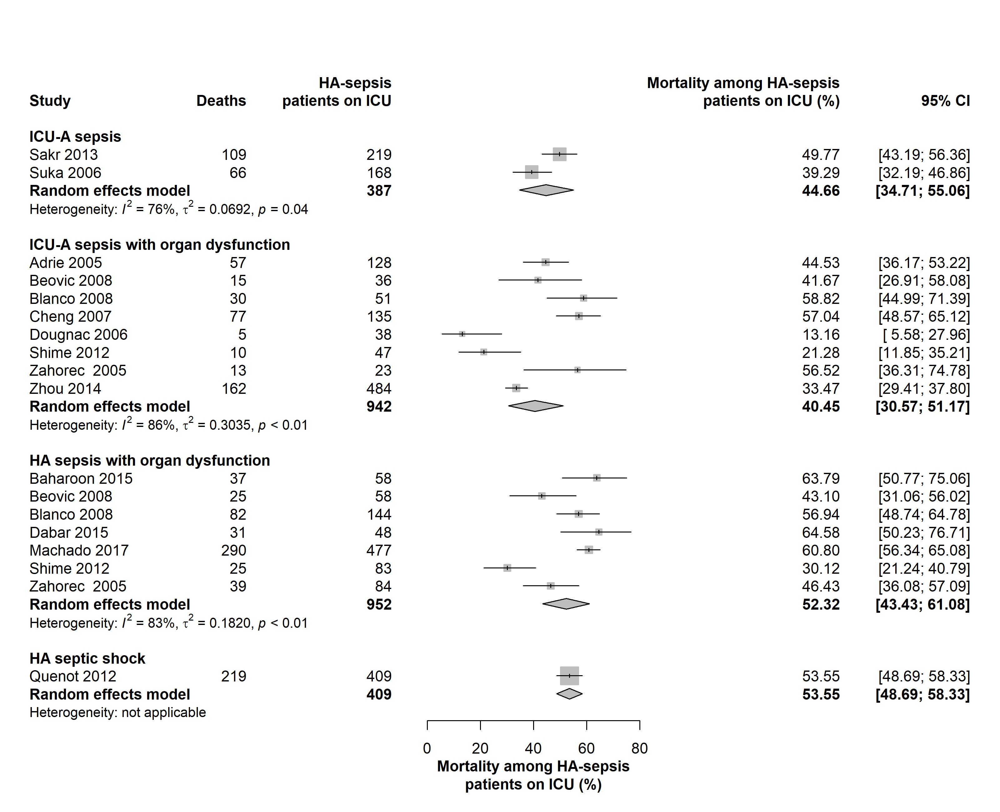 HA-sepsis Mortality among HA-sepsis
Study Deaths patients on ICU patients on ICU (%) 95% CI
ICU-A sepsis
Sakr 2013 109 219 49.77 [43.19; 56.36]
Suka 2006 66 168 39.29 [32.19; 46.86]
Random effects model 387 44.66 [34.71; 55.06]
Heterogeneity: I² = 76%, τ² = 0.0692, p = 0.04
ICU-A sepsis with organ dysfunction
Adrie 2005 57 128 44.53 [36.17; 53.22]
Beovic 2008 15 36 41.67 [26.91; 58.08]
Blanco 2008 30 51 58.82 [44.99; 71.39]
Cheng 2007 77 135 57.04 [48.57; 65.12]
Dougnac 2006 5 38 13.16 [ 5.58; 27.96]
Shime 2012 10 47 21.28 [11.85; 35.21]
Zahorec  2005 13 23 56.52 [36.31; 74.78]
Zhou 2014 162 484 33.47 [29.41; 37.80]
Random effects model 942 40.45 [30.57; 51.17]
Heterogeneity: I² = 86%, τ² = 0.3035, p < 0.01
HA sepsis with organ dysfunction
Baharoon 2015 37 58 63.79 [50.77; 75.06]
Beovic 2008 25 58 43.10 [31.06; 56.02]
Blanco 2008 82 144 56.94 [48.74; 64.78]
Dabar 2015 31 48 64.58 [50.23; 76.71]
Machado 2017 290 477 60.80 [56.34; 65.08]
Shime 2012 25 83 30.12 [21.24; 40.79]
Zahorec  2005 39 84 46.43 [36.08; 57.09]
Random effects model 952 52.32 [43.43; 61.08]
Heterogeneity: I² = 83%, τ² = 0.1820, p < 0.01
HA septic shock
Quenot 2012 219 409 53.55 [48.69; 58.33]
Random effects model 409 53.55 [48.69; 58.33]
Heterogeneity: not applicable
0 20 40 60 80
Mortality among HA-sepsis
patients on ICU (%)